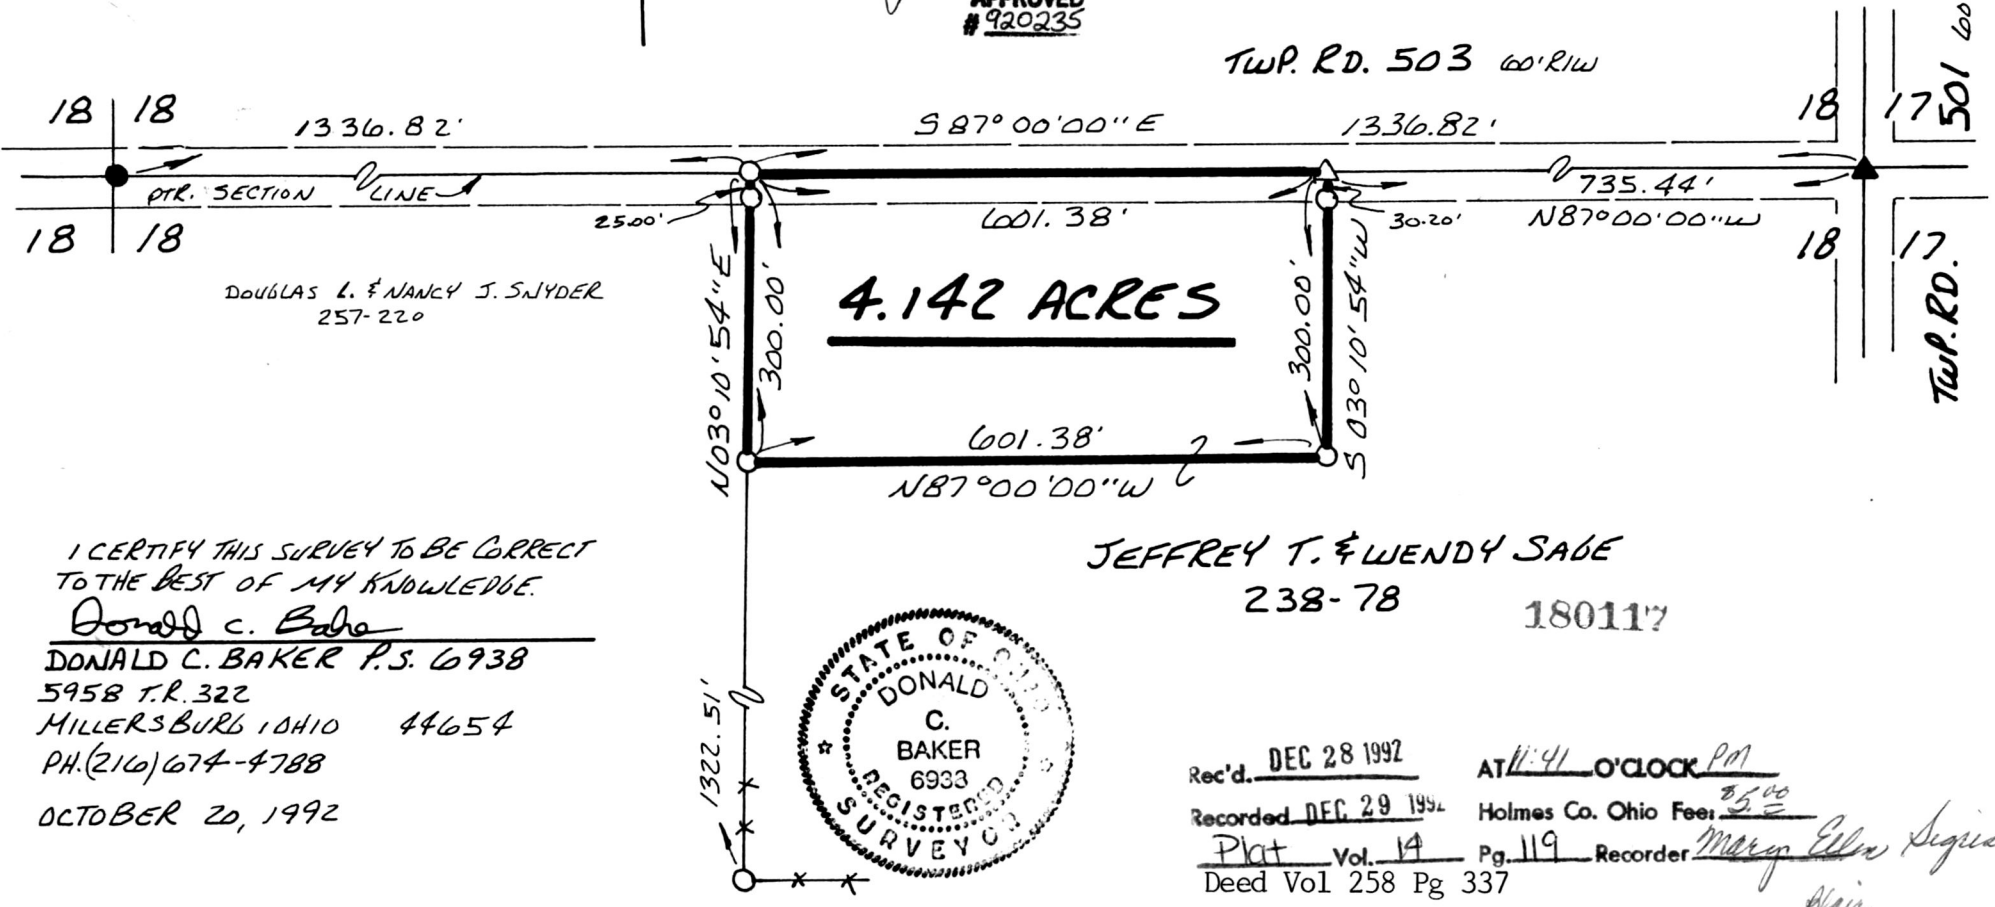 APPROVED
# 920235
TWP. RD. 503 60' R/W
TWP. RD. 501 60
18 18
1336.82'
S 87° 00' 00" E
1336.82'
18 17
PTR. SECTION LINE
25.00'
601.38'
30.20'
735.44'
N87°00'00"W
18 18
18 17
DOUGLAS L. & NANCY J. SNYDER
257-220
N03°10'54"E
300.00'
4.142 ACRES
300.00'
S 03°10'54"W
601.38'
N87°00'00"W
I CERTIFY THIS SURVEY TO BE CORRECT
TO THE BEST OF MY KNOWLEDGE.
Donald C. Baker
DONALD C. BAKER P.S. 6938
5958 T.R. 322
MILLERSBURG, OHIO 44654
PH.(216) 674-4788
OCTOBER 20, 1992
JEFFREY T. & WENDY SAGE
238-78
180117
1322.51'
STATE OF OHIO
DONALD
C.
BAKER
6938
REGISTERED
SURVEYOR
Rec'd. DEC 28 1992 AT 11:41 O'CLOCK PM
Recorded DEC 29 1992 Holmes Co. Ohio Fee: $5.00
Plat Vol. 14 Pg. 119 Recorder Mary Ellen
Deed Vol 258 Pg 337